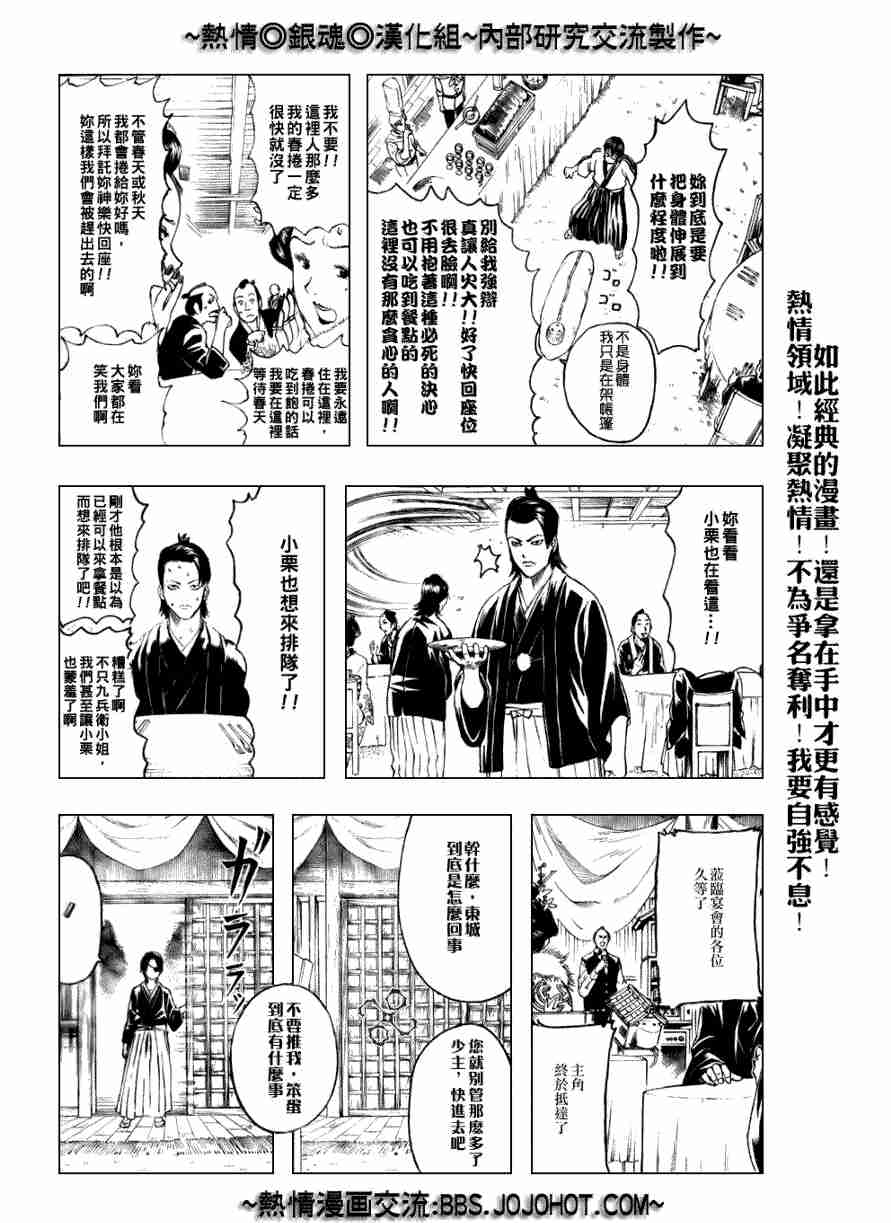 ~熱情◎銀魂◎漢化組~內部研究交流製作~
妳到底是要
把身體伸展到
什麼程度啦!!
不是身體
我只是在架帳篷
ゴロ
ゴロ
別給我強辯
真讓人火大!!好了快回座位
很丟臉啊!!
不用抱著這種必死的決心
也可以吃到餐點的
這裡沒有那麼貪心的人啊!!
我不要!!
這裡人那麼多
我的春捲一定
很快就沒了
不管春天或秋天
我都會捲給妳好嗎,
所以拜託妳神樂快回座!!
妳這樣我們會被趕出去的啊
我要永遠
住在這裡,
春捲可以
吃到飽的話
我要在這裡
等待春天
妳看
大家都在
笑我們啊
妳看看
小栗也在看這…!!
小栗也想來排隊了!!
剛才他根本是以為
已經可以來拿餐點
而想來排隊了吧!!
糟糕了啊
不只九兵衛小姐,
我們甚至讓小栗
也蒙羞了啊
蒞臨宴會的各位
久等了
主角
終於抵達了
幹什麼,東城
到底是怎麼回事
您就別管那麼多了
少主,快進去吧
ガラララッ
不要推我,笨蛋
到底有什麼事
如此經典的漫畫!還是拿在手中才更有感覺!
熱情領域!凝聚熱情!不為爭名奪利!我要自強不息!
~熱情漫画交流:BBS.JOJOHOT.COM~